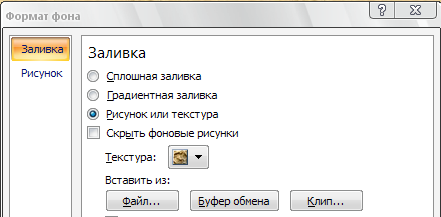 Формат фона
Заливка
Рисунок
Заливка
Сплошная заливка
Градиентная заливка
Рисунок или текстура
Скрыть фоновые рисунки
Текстура:
Вставить из:
Файл... Буфер обмена Клип...